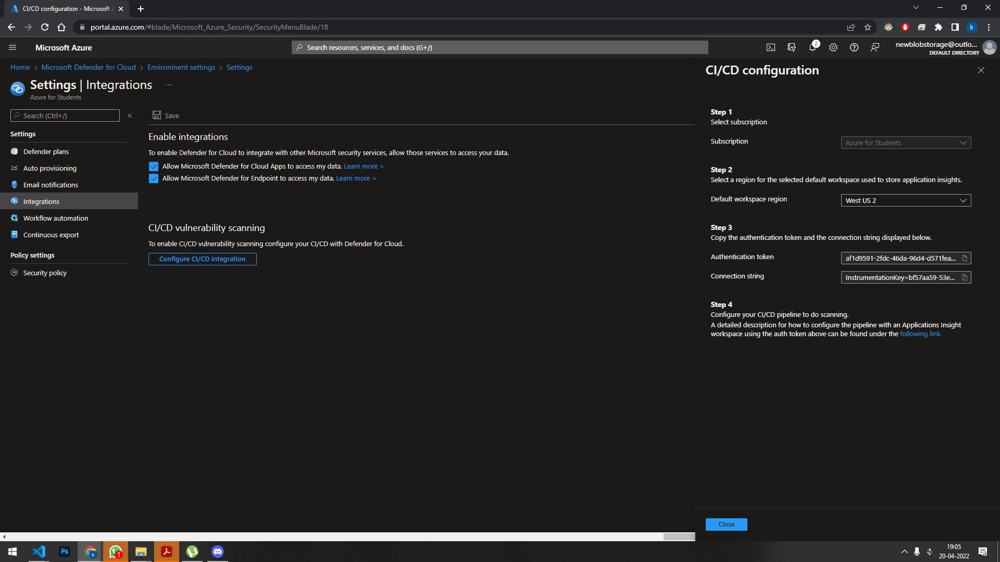 CI/CD configuration - Microsoft A
portal.azure.com/#blade/Microsoft_Azure_Security/SecurityMenuBlade/18
k
Microsoft Azure
Search resources, services, and docs (G+/)
2
newblobstorage@outlo...
DEFAULT DIRECTORY
Home > Microsoft Defender for Cloud > Environment settings > Settings
Settings | Integrations ...
Azure for Students
Search (Ctrl+/)
«
Settings
Defender plans
Auto provisioning
Email notifications
Integrations
Workflow automation
Continuous export
Policy settings
Security policy
Save
Enable integrations
To enable Defender for Cloud to integrate with other Microsoft security services, allow those services to access your data.
Allow Microsoft Defender for Cloud Apps to access my data. Learn more >
Allow Microsoft Defender for Endpoint to access my data. Learn more >
CI/CD vulnerability scanning
To enable CI/CD vulnerability scanning configure your CI/CD with Defender for Cloud.
Configure CI/CD integration
CI/CD configuration
Step 1
Select subscription
Subscription
Azure for Students
Step 2
Select a region for the selected default workspace used to store application insights.
Default workspace region
West US 2
Step 3
Copy the authentication token and the connection string displayed below.
Authentication token
af1d9591-2fdc-46da-96d4-d571fea...
Connection string
InstrumentationKey=bf57aa59-53e...
Step 4
Configure your CI/CD pipeline to do scanning.
A detailed description for how to configure the pipeline with an Applications Insight
workspace using the auth token above can be found under the following link.
Close
Ps
k
1
19:05
20-04-2022